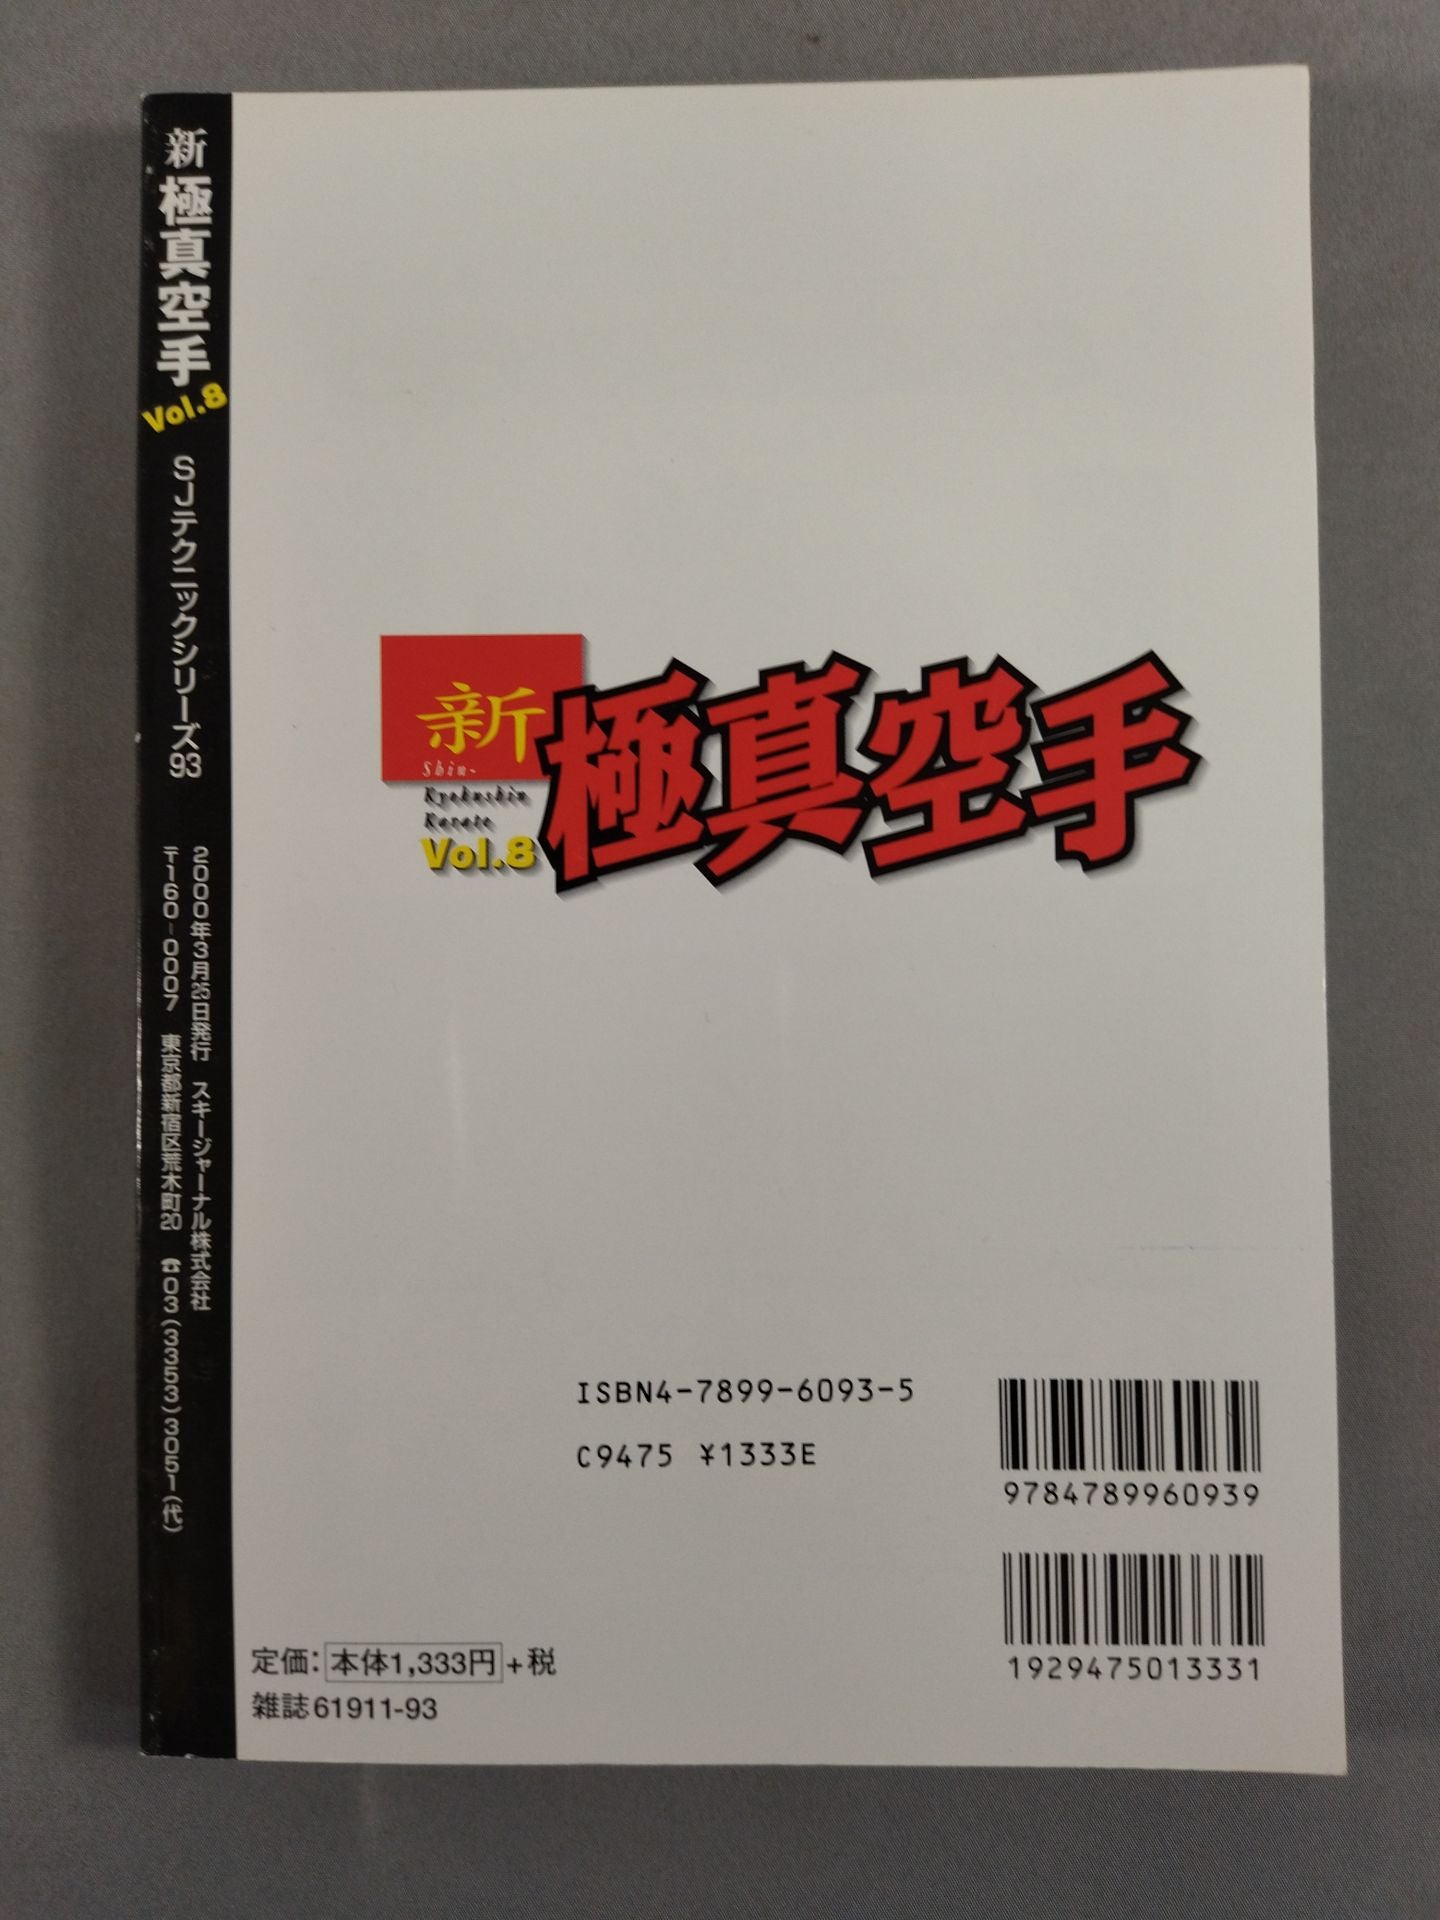 新 極真空手 Vol.8 SJテクニックシリーズ93
2000年3月25日発行 スキージャーナル株式会社
〒160-0007 東京都新宿区荒木町20 ☎03(3353)3051(代)
新極真空手
Shin-
Kyokushin
Karate
Vol.8
ISBN4-7899-6093-5
C9475 ¥1333E
9784789960939
1929475013331
定価：本体1,333円+税
雑誌61911-93